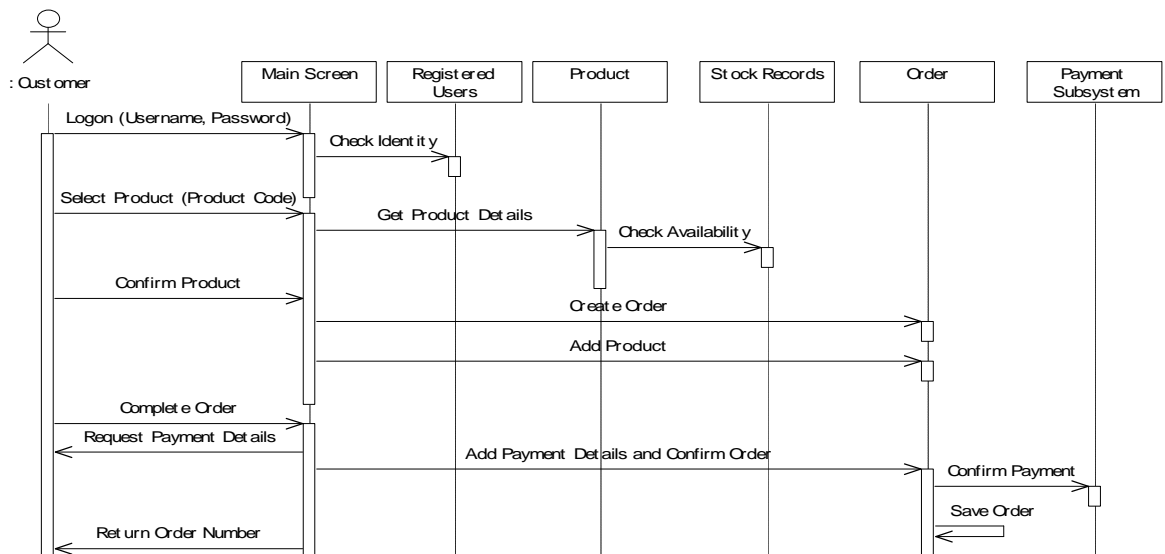 : Customer
Main Screen
Registered
Users
Product
Stock Records
Order
Payment
Subsystem
Logon (Username, Password)
Check Identity
Select Product (Product Code)
Get Product Details
Check Availability
Confirm Product
Create Order
Add Product
Complete Order
Request Payment Details
Add Payment Details and Confirm Order
Confirm Payment
Save Order
Return Order Number